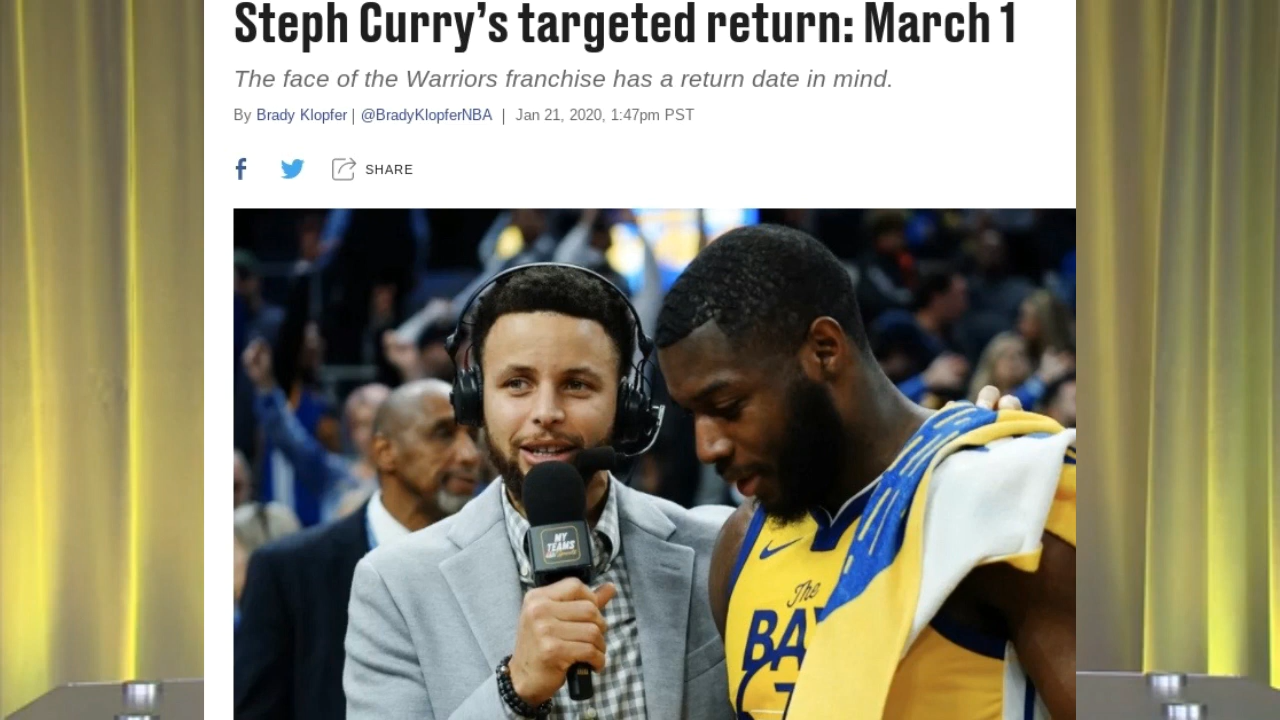 Steph Curry’s targeted return: March 1
The face of the Warriors franchise has a return date in mind.
By Brady Klopfer | @BradyKlopferNBA | Jan 21, 2020, 1:47pm PST
SHARE
MY
TEAMS
The
BA